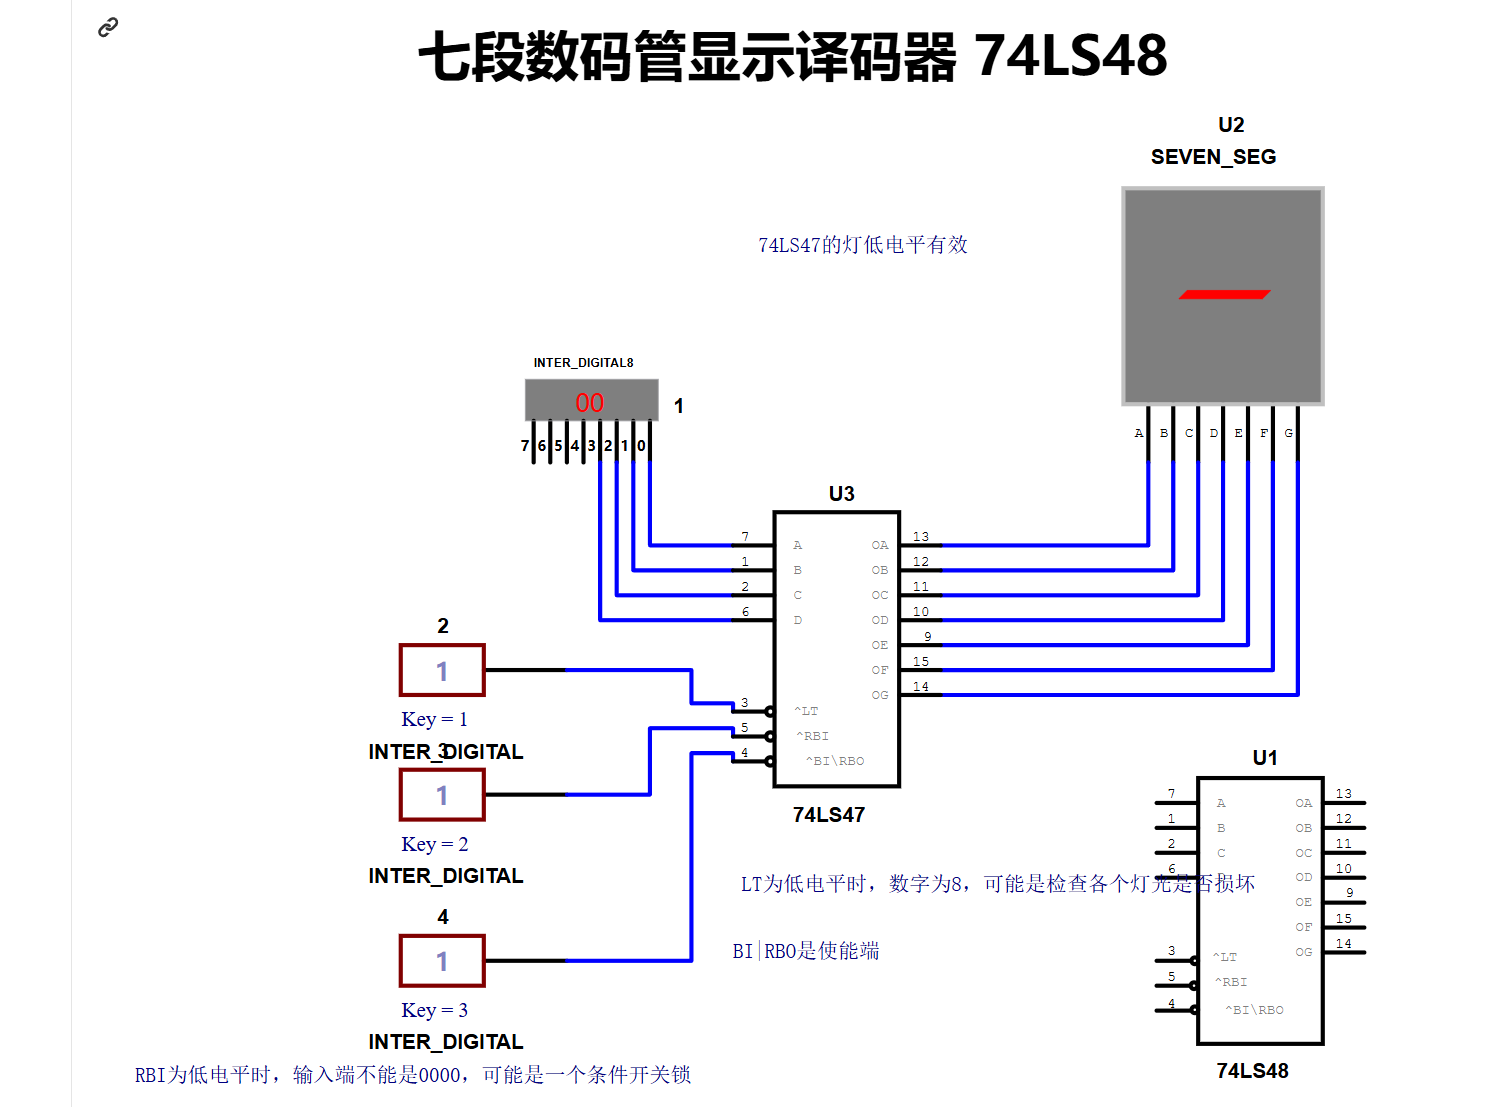 七段数码管显示译码器 74LS48
U2
SEVEN_SEG
74LS47的灯低电平有效
INTER_DIGITAL8
00
1
7 6 5 4 3 2 1 0
A B C D E F G
U3
7 A OA 13
1 B OB 12
2 C OC 11
6 D OD 10
OE 9
OF 15
OG 14
3 ^LT
5 ^RBI
4 ^BI\RBO
74LS47
2
1
Key = 1
INTER_DIGITAL
3
1
Key = 2
INTER_DIGITAL
4
1
Key = 3
INTER_DIGITAL
U1
7 A OA 13
1 B OB 12
2 C OC 11
6 OD 10
OE 9
OF 15
OG 14
3 ^LT
5 ^RBI
4 ^BI\RBO
74LS48
LT为低电平时，数字为8，可能是检查各个灯光是否损坏
BI|RBO是使能端
RBI为低电平时，输入端不能是0000，可能是一个条件开关锁